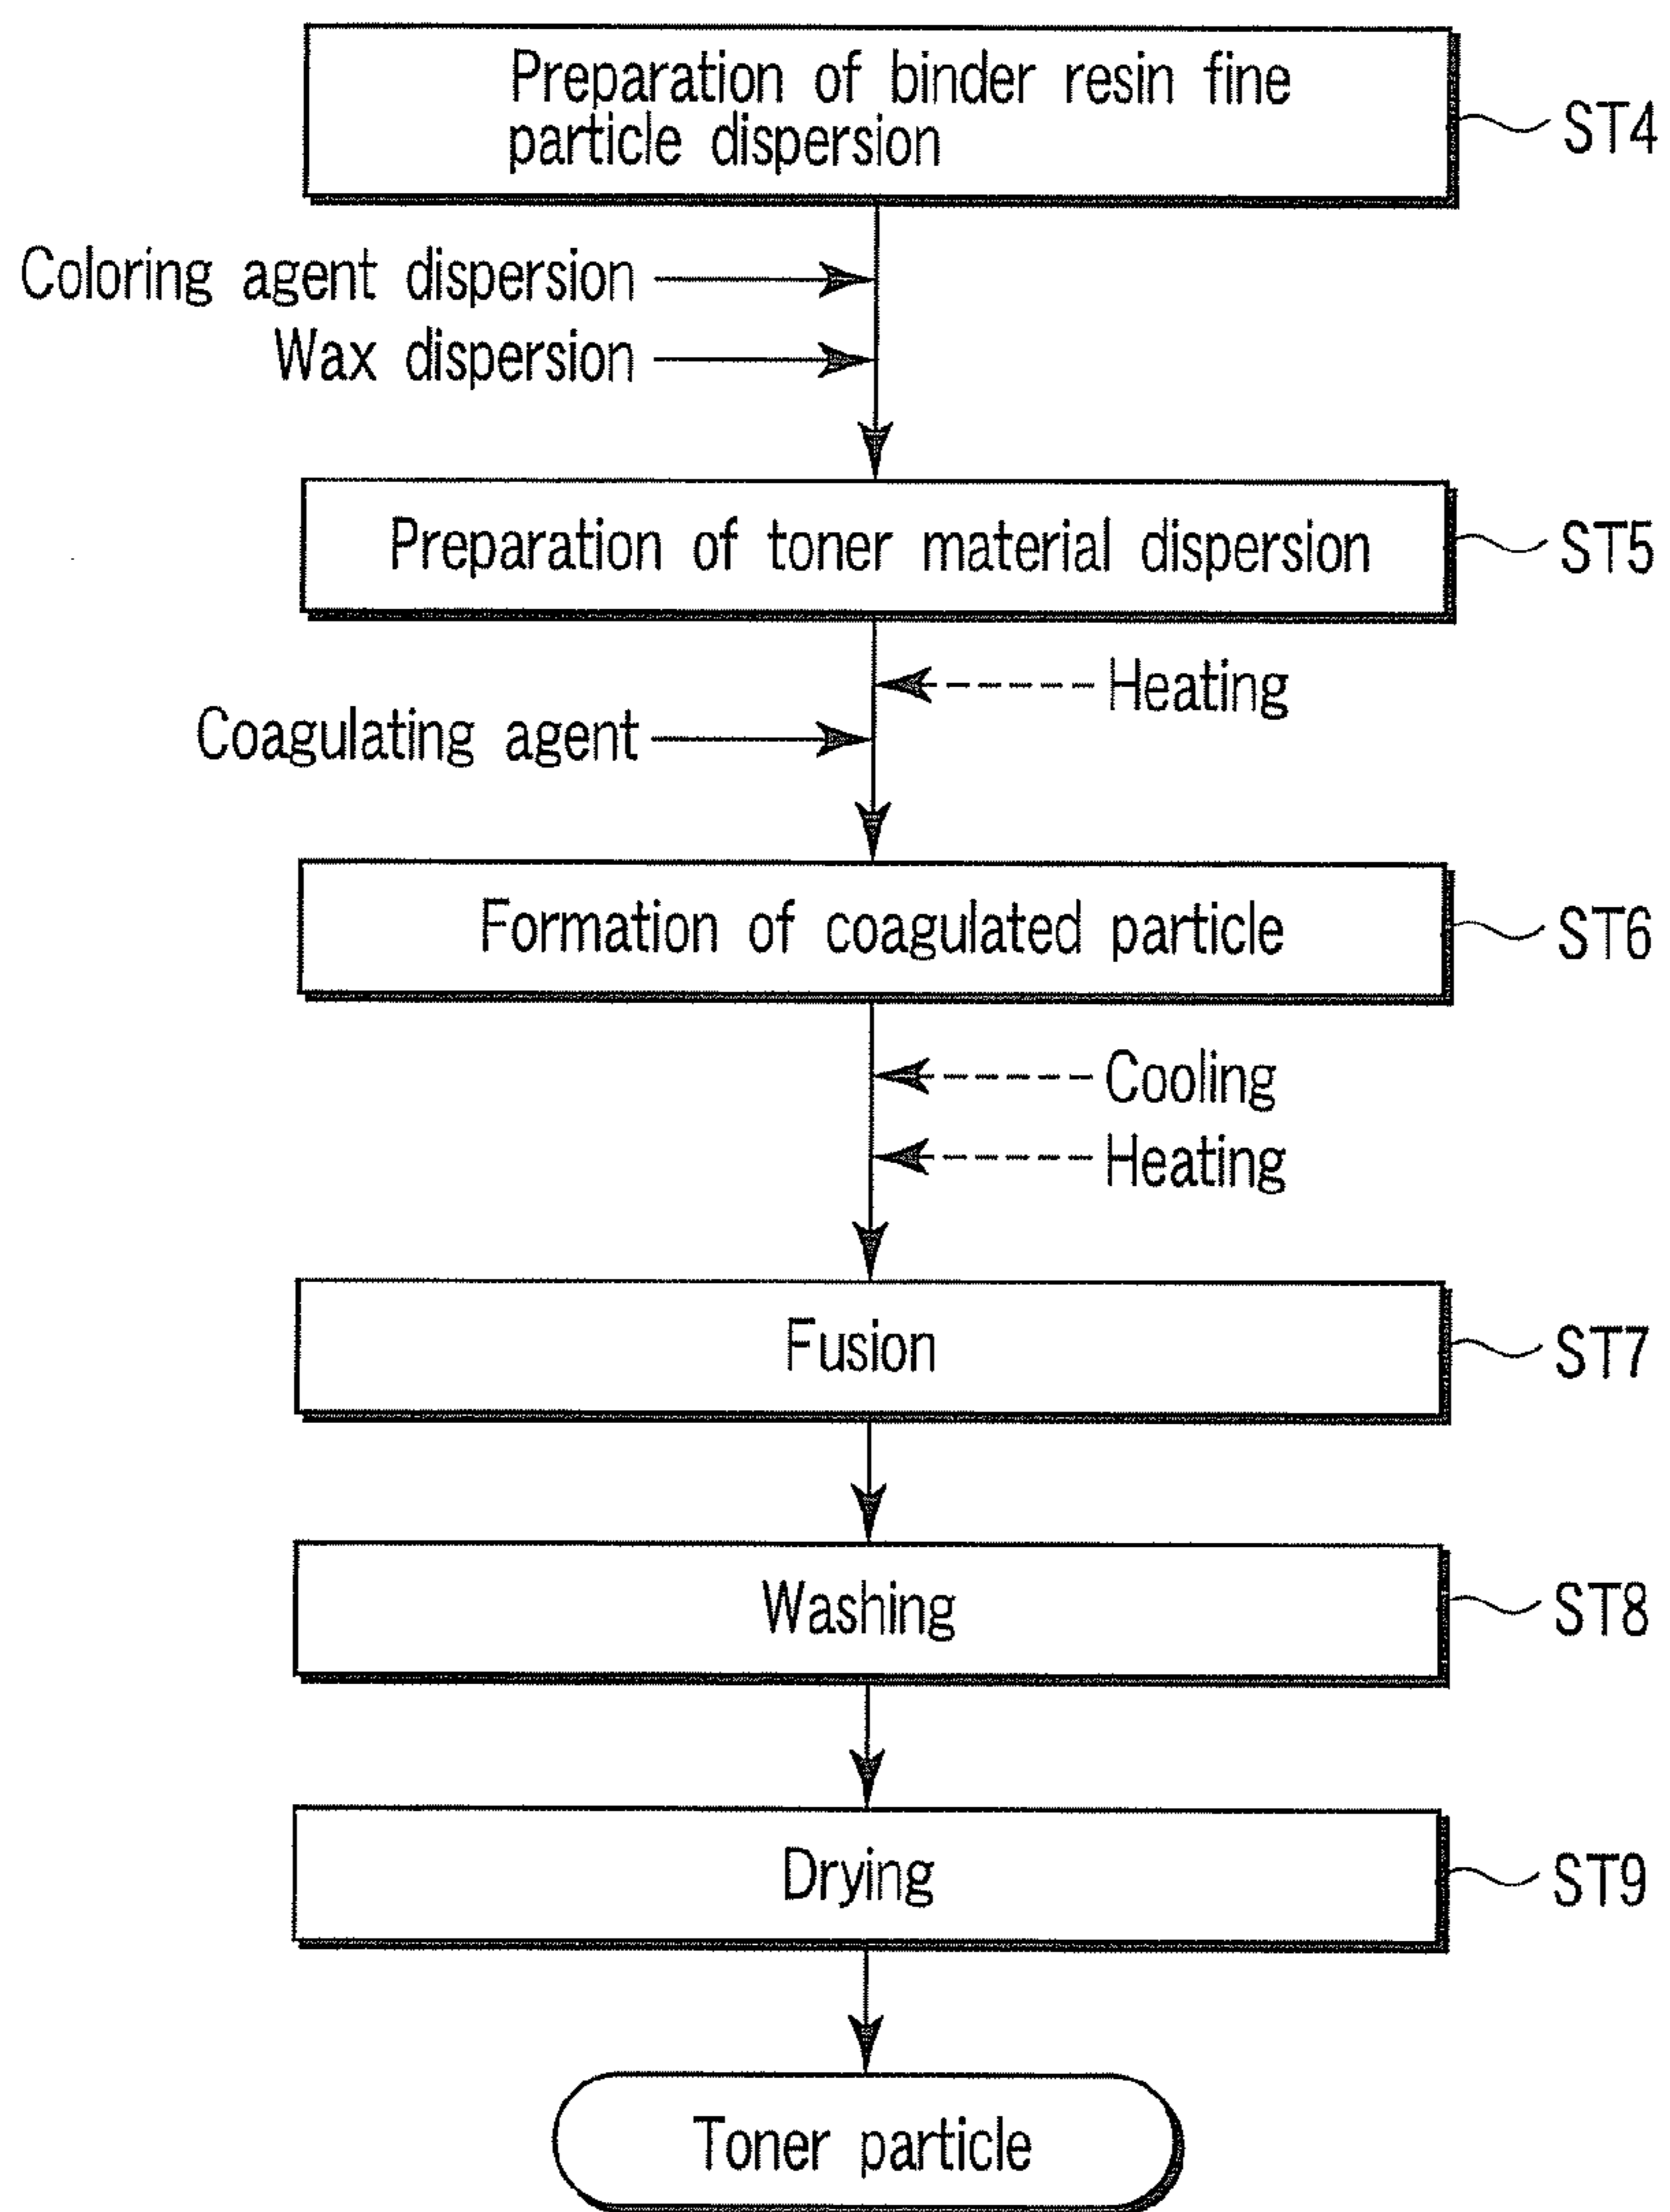 Preparation of binder resin fine
particle dispersion
ST4
Coloring agent dispersion
Wax dispersion
Preparation of toner material dispersion
ST5
Heating
Coagulating agent
Formation of coagulated particle
ST6
Cooling
Heating
Fusion
ST7
Washing
ST8
Drying
ST9
Toner particle